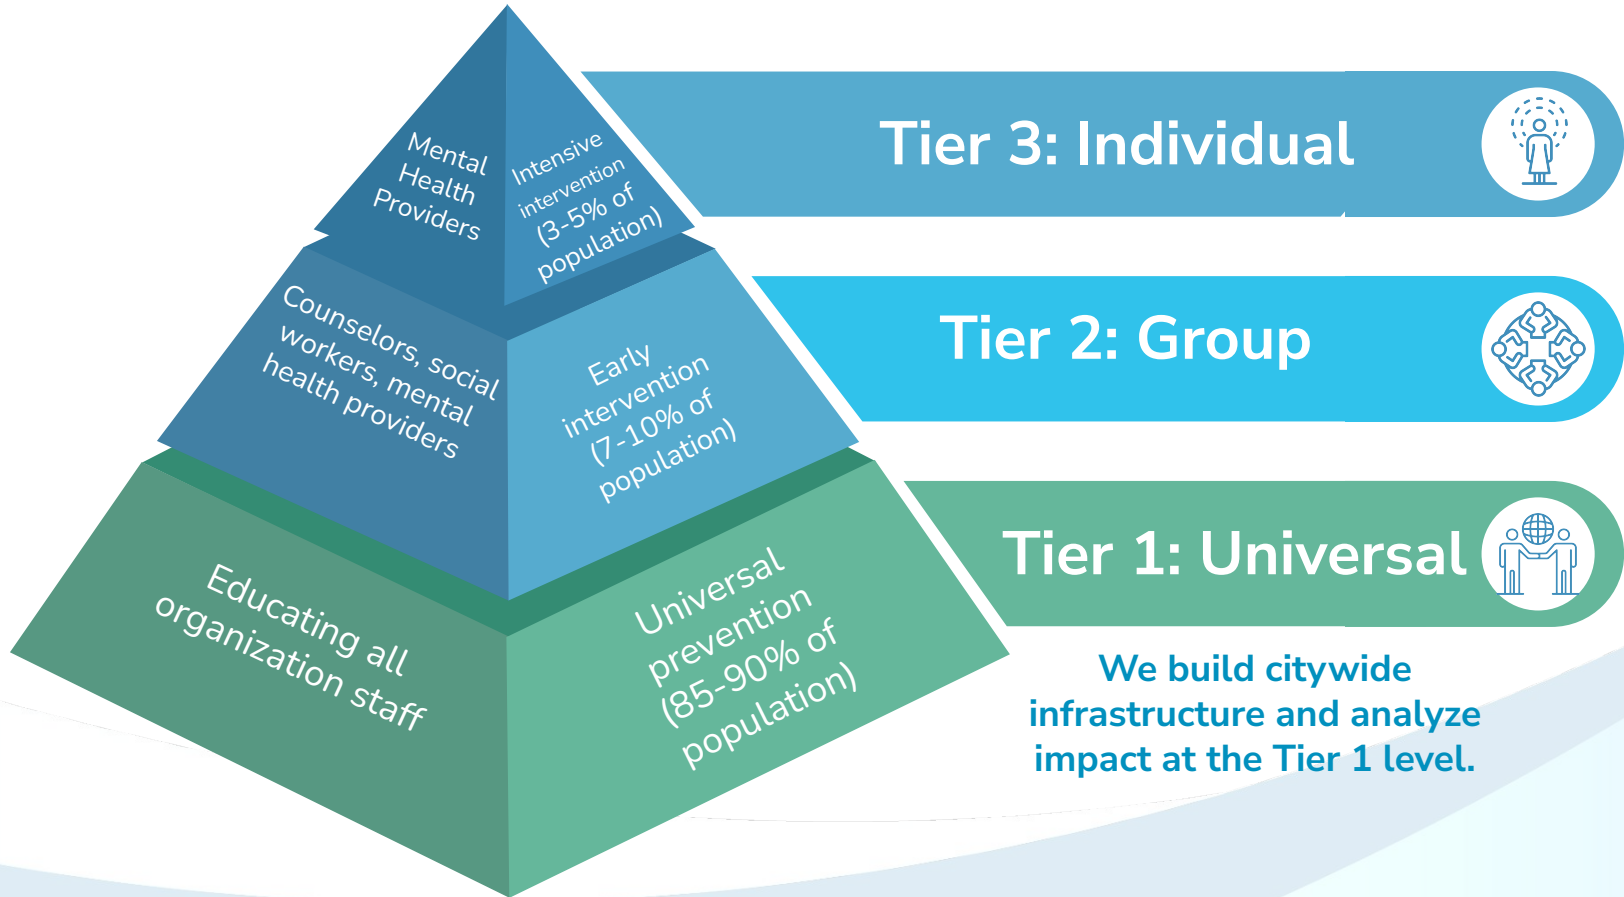 Mental
Health
Providers
Intensive
intervention
(3-5% of
population)
Tier 3: Individual
Counselors, social
workers, mental
health providers
Early
intervention
(7-10% of
population)
Tier 2: Group
Educating all
organization staff
Universal
prevention
(85-90% of
population)
Tier 1: Universal
We build citywide
infrastructure and analyze
impact at the Tier 1 level.